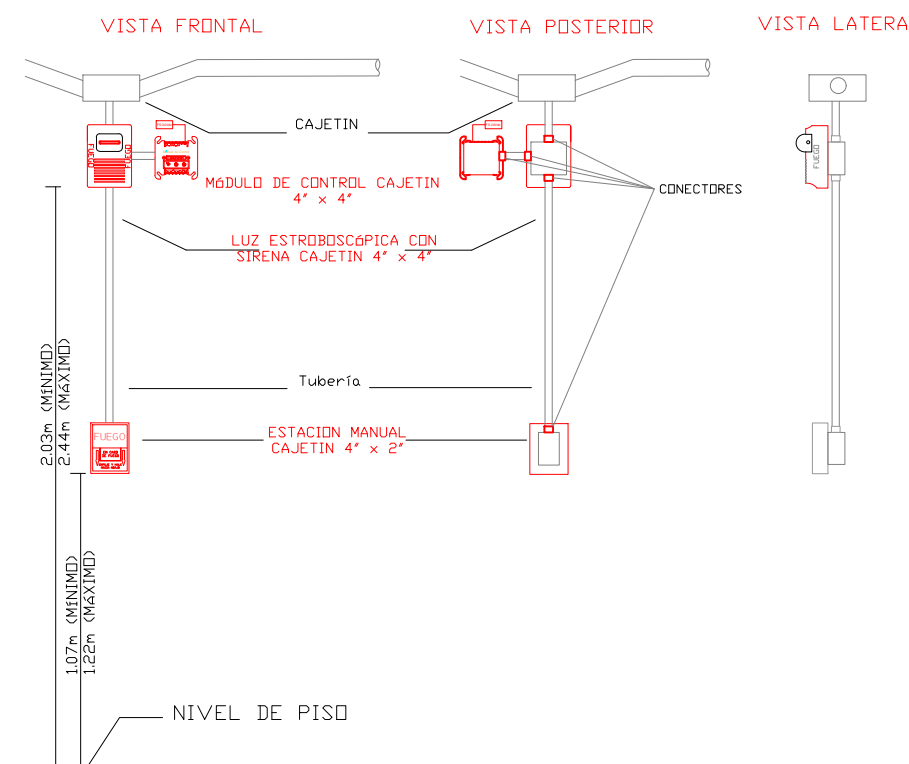 VISTA FRONTAL
VISTA POSTERIOR
VISTA LATERA
CAJETIN
FUEGO
FUEGO
FUEGO
MóDULO DE CONTROL CAJETIN
4" x 4"
CONECTORES
LUZ ESTROBOSCóPICA CON
SIRENA CAJETIN 4" x 4"
2.03m (MíNIMO)
2.44m (MáXIMO)
Tubería
FUEGO
ESTACION MANUAL
CAJETIN 4" x 2"
1.07m (MíNIMO)
1.22m (MáXIMO)
NIVEL DE PISO